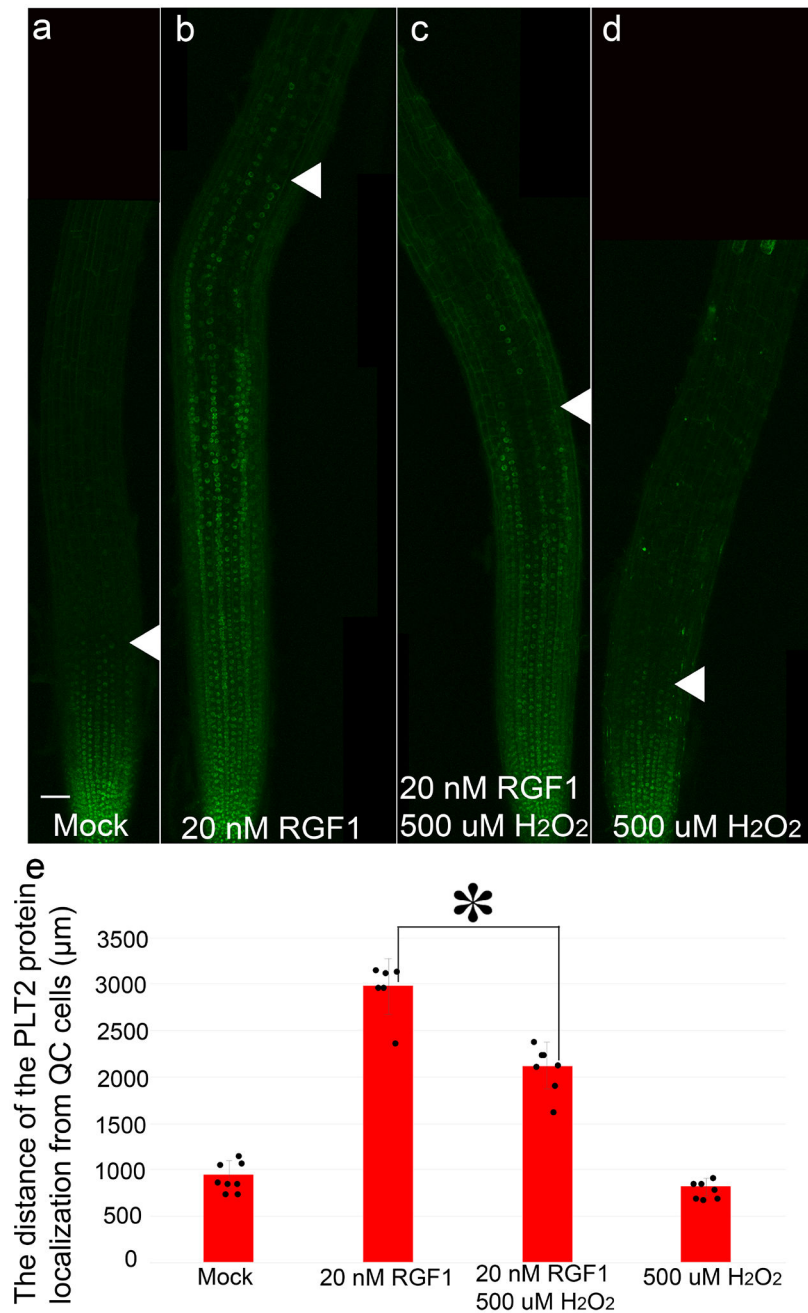 a
b
c
d
Mock
20 nM RGF1
20 nM RGF1
500 uM H2O2
500 uM H2O2
e
The distance of the PLT2 protein
localization from QC cells (μm)
3500
3000
2500
2000
1500
1000
500
0
*
Mock
20 nM RGF1
20 nM RGF1
500 uM H2O2
500 uM H2O2